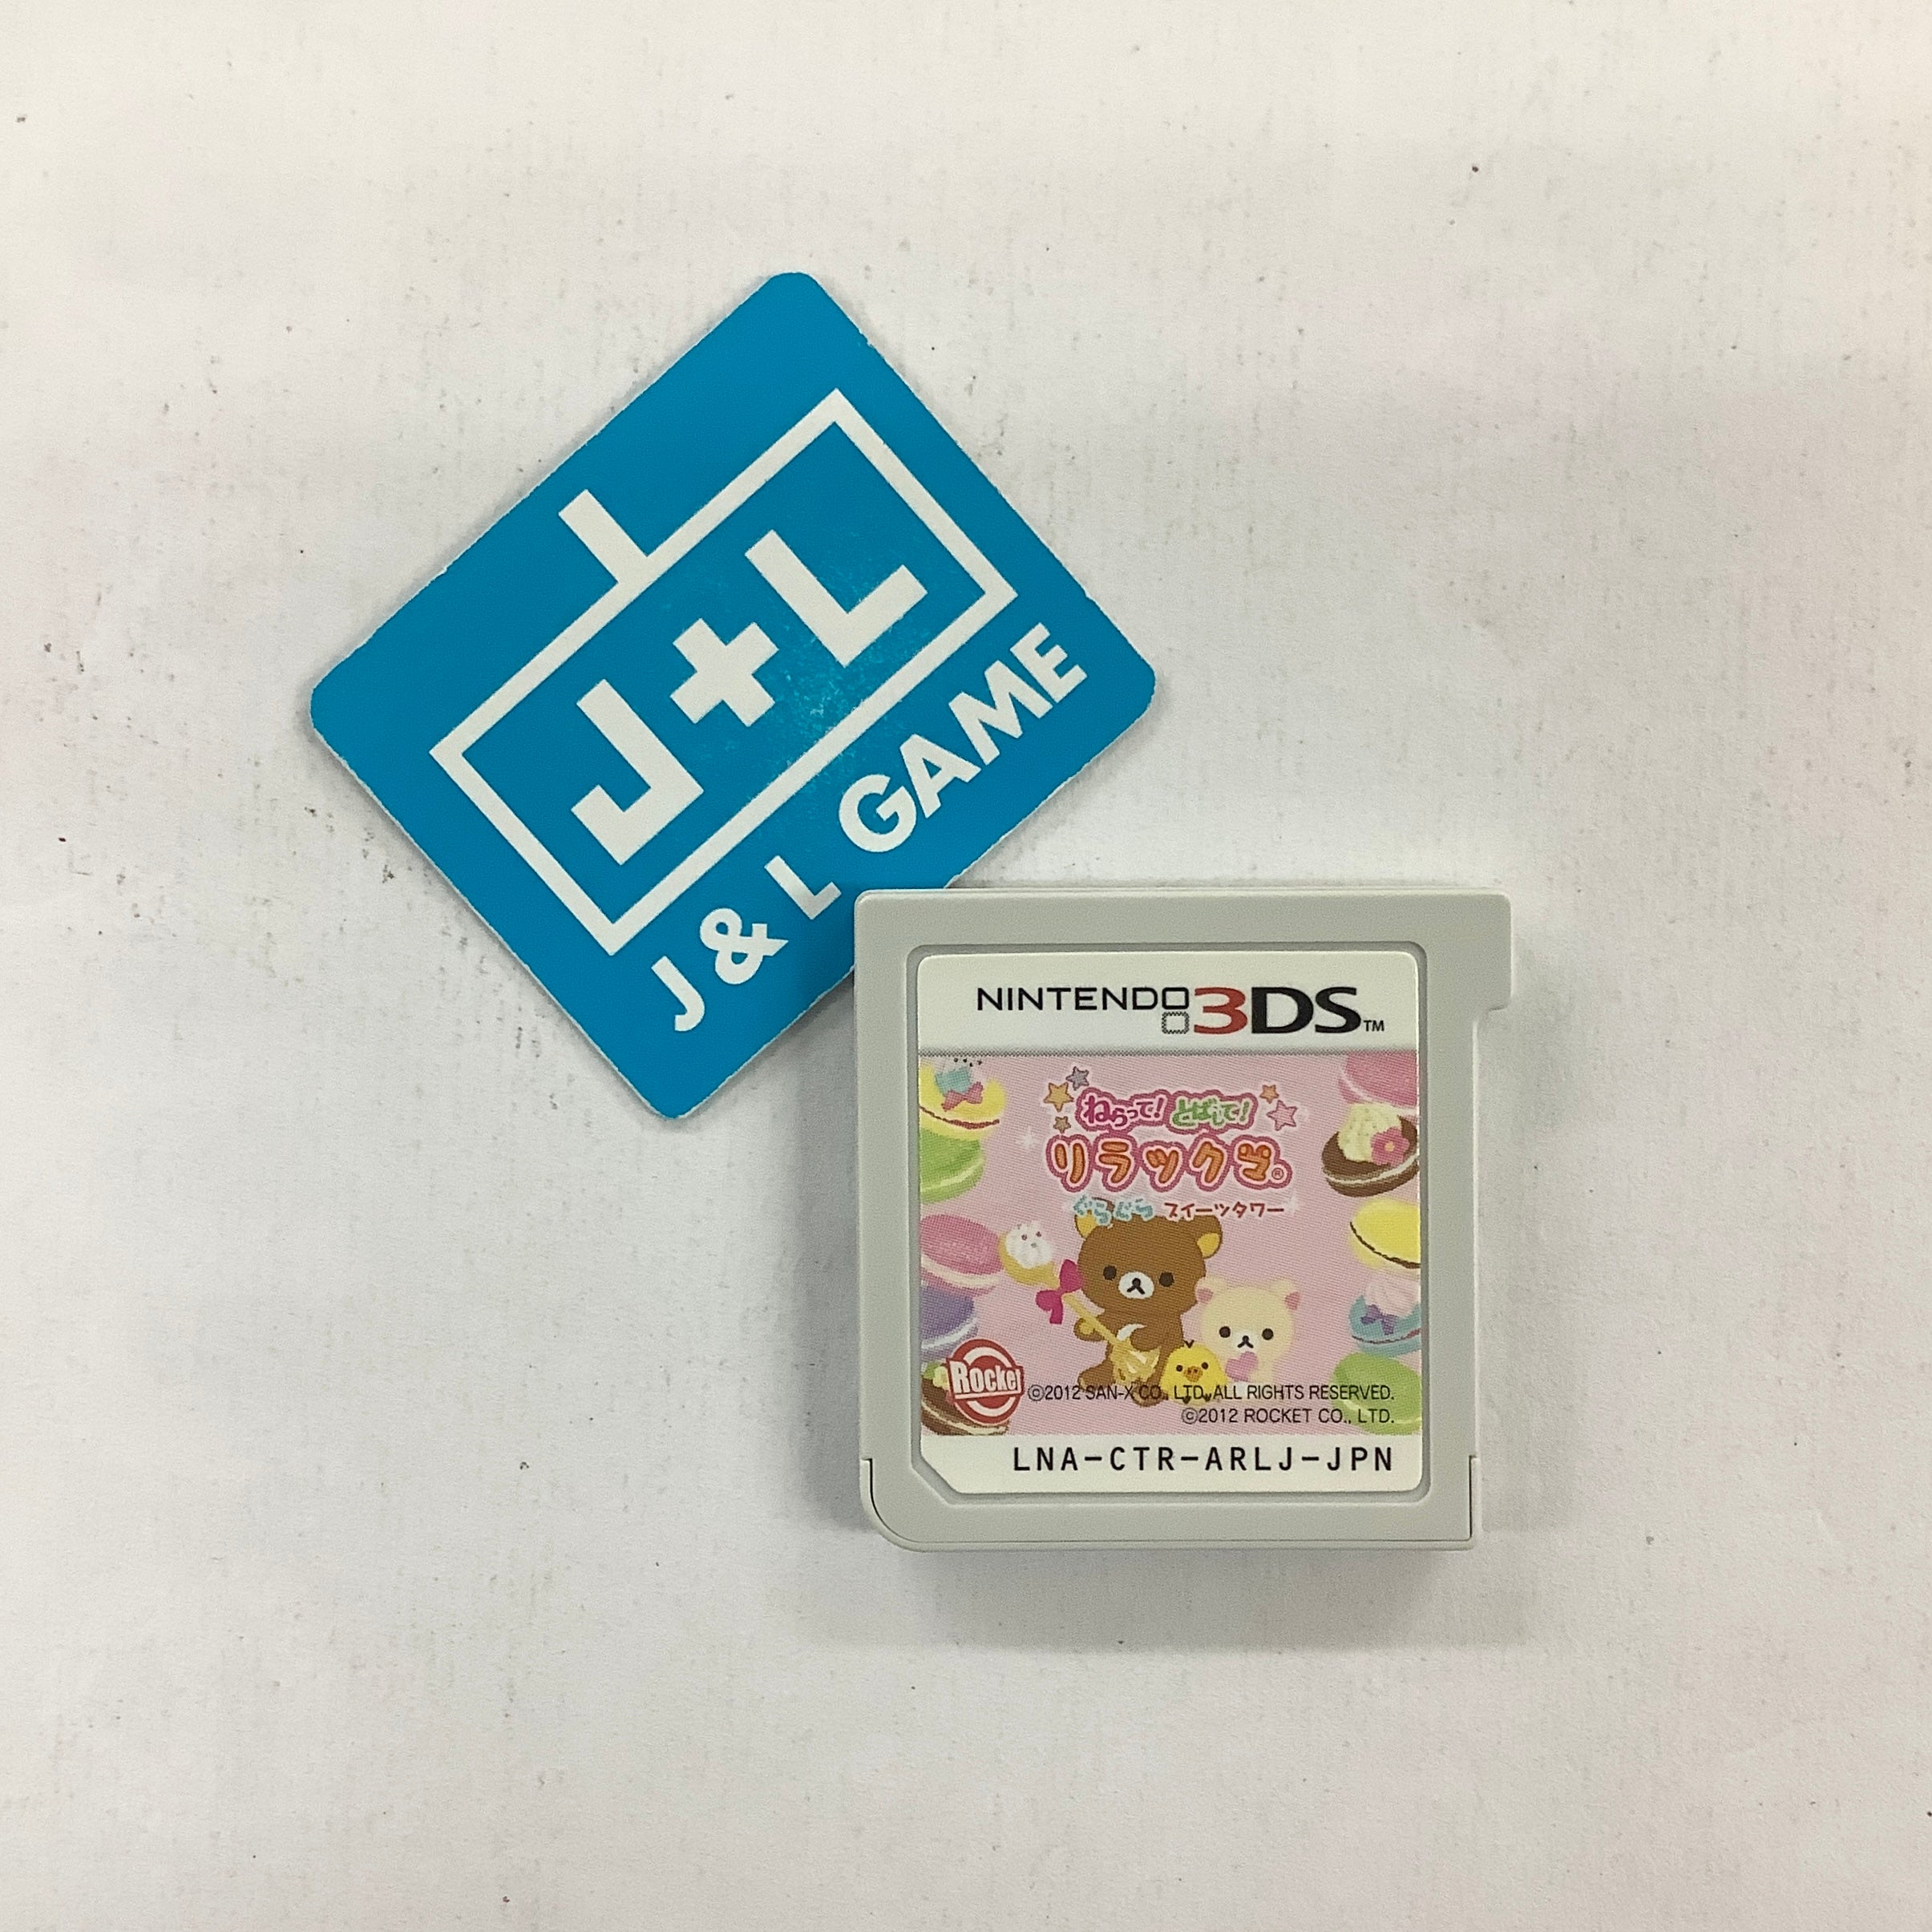 J+L
J & L GAME
NINTENDO 3DS™
ねらって! とばして!
リラックマ®
ぐらぐら スイーツタワー
Rocket
©2012 SAN-X CO., LTD. ALL RIGHTS RESERVED.
©2012 ROCKET CO., LTD.
LNA-CTR-ARLJ-JPN